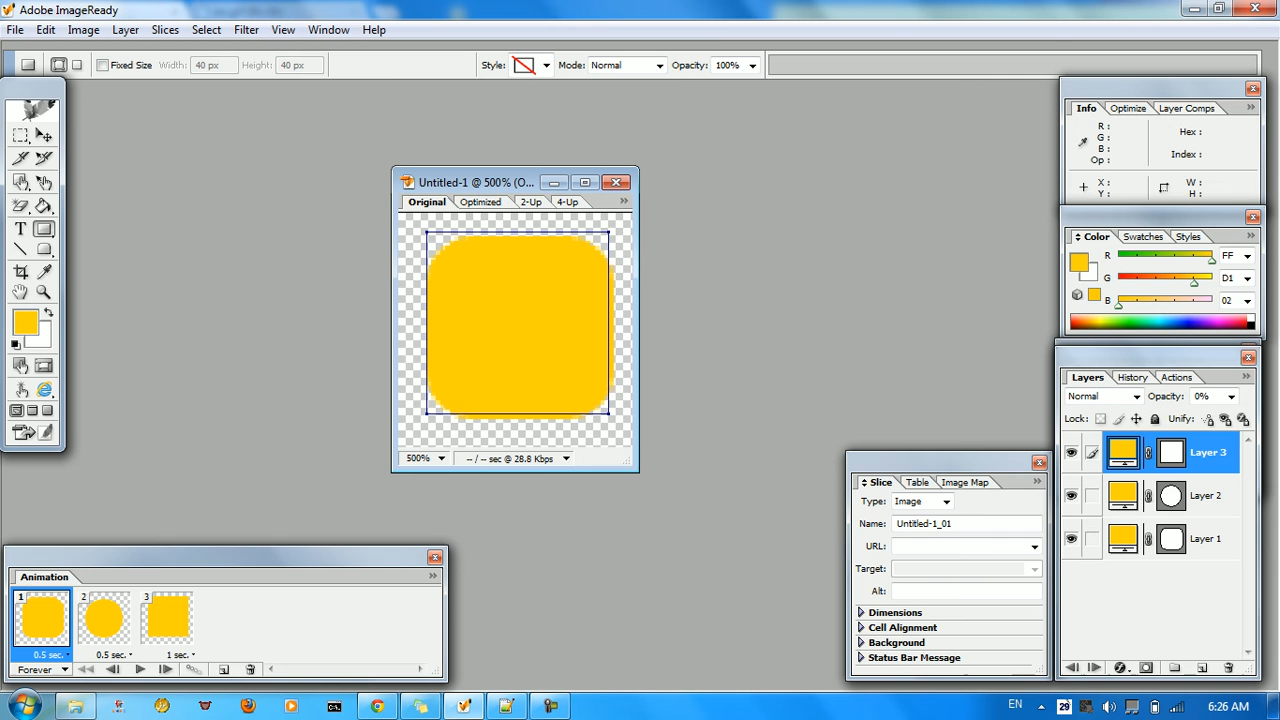 Adobe ImageReady
File Edit Image Layer Slices Select Filter View Window Help
Fixed Size Width: 40 px Height: 40 px Style: Mode: Normal Opacity: 100%
Untitled-1 @ 500% (O...
Original Optimized 2-Up 4-Up
500% -- / -- sec @ 28.8 Kbps
Info Optimize Layer Comps
R :
G :
B :
Op :
Hex :
Index :
X :
Y :
W :
H :
Color Swatches Styles
R FF
G D1
B 02
Layers History Actions
Normal Opacity: 0%
Lock: Unify:
Layer 3
Layer 2
Layer 1
Slice Table Image Map
Type: Image
Name: Untitled-1_01
URL:
Target:
Alt:
Dimensions
Cell Alignment
Background
Status Bar Message
Animation
1 2 3
0.5 sec. 0.5 sec. 1 sec.
Forever
EN 29 6:26 AM